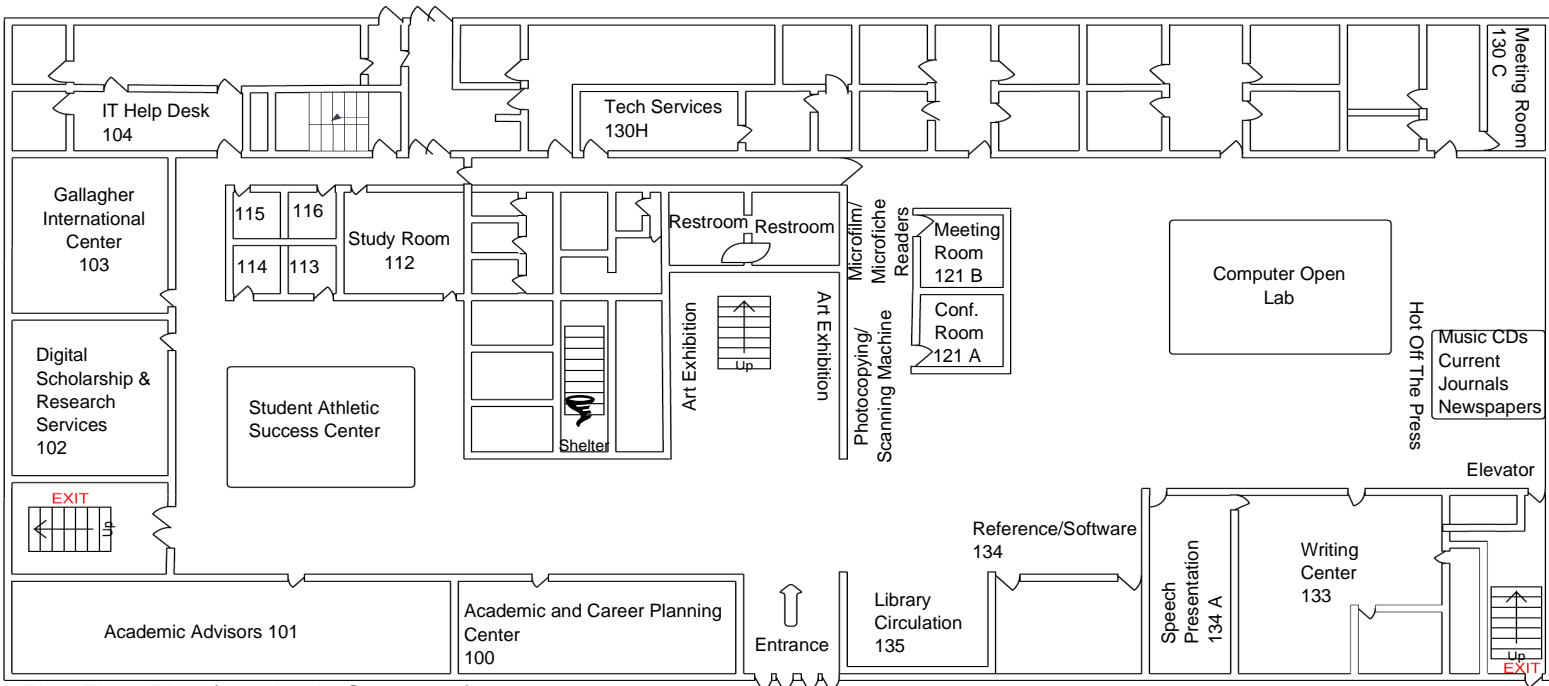 IT Help Desk
104
Tech Services
130H
Meeting Room
130 C
Gallagher
International
Center
103
115
116
114
113
Study Room
112
Restroom
Restroom
Microfilm/
Microfiche
Readers
Meeting
Room
121 B
Conf.
Room
121 A
Computer Open
Lab
Hot Off The Press
Music CDs
Current
Journals
Newspapers
Digital
Scholarship &
Research
Services
102
Student Athletic
Success Center
Shelter
Art Exhibition
Up
Art Exhibition
Photocopying/
Scanning Machine
Elevator
EXIT
Up
Reference/Software
134
Speech
Presentation
134 A
Writing
Center
133
Academic Advisors 101
Academic and Career Planning
Center
100
Entrance
Library
Circulation
135
Up
EXIT